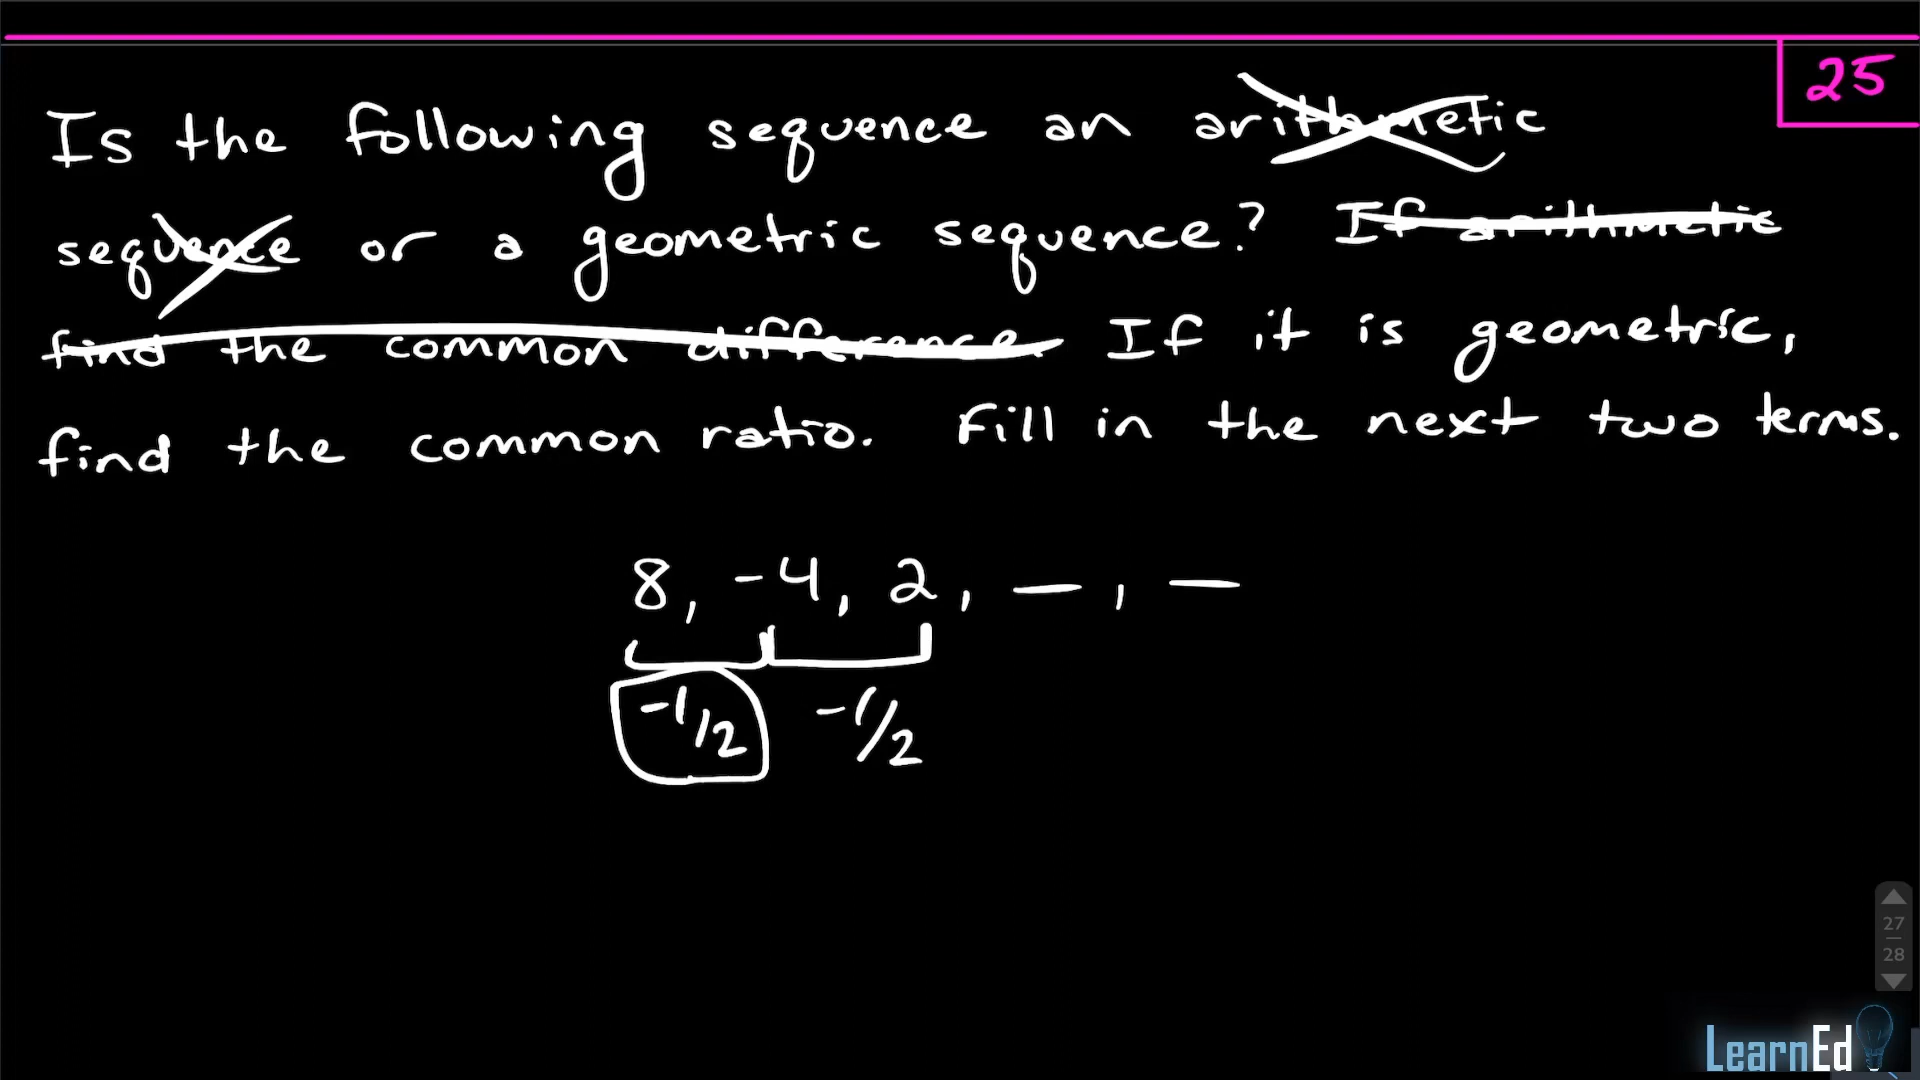 25
Is the following sequence an arithmetic
sequence or a geometric sequence? If arithmetic
find the common difference. If it is geometric,
find the common ratio. Fill in the next two terms.
8, -4, 2, _, _
-1/2 -1/2
27
28
LearnEd